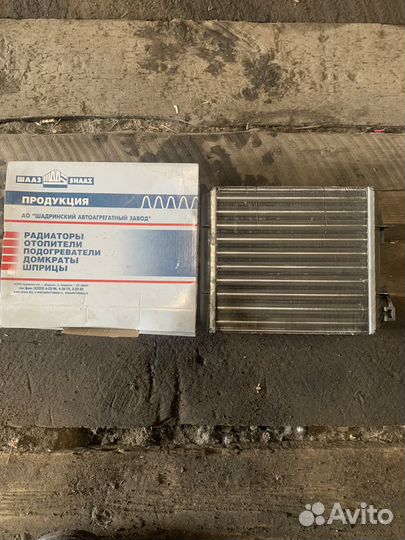 ШААЗ SHAAZ
ПРОДУКЦИЯ
АО "ШАДРИНСКИЙ АВТОАГРЕГАТНЫЙ ЗАВОД"
РАДИАТОРЫ
ОТОПИТЕЛИ
ПОДОГРЕВАТЕЛИ
ДОМКРАТЫ
ШПРИЦЫ
Avito